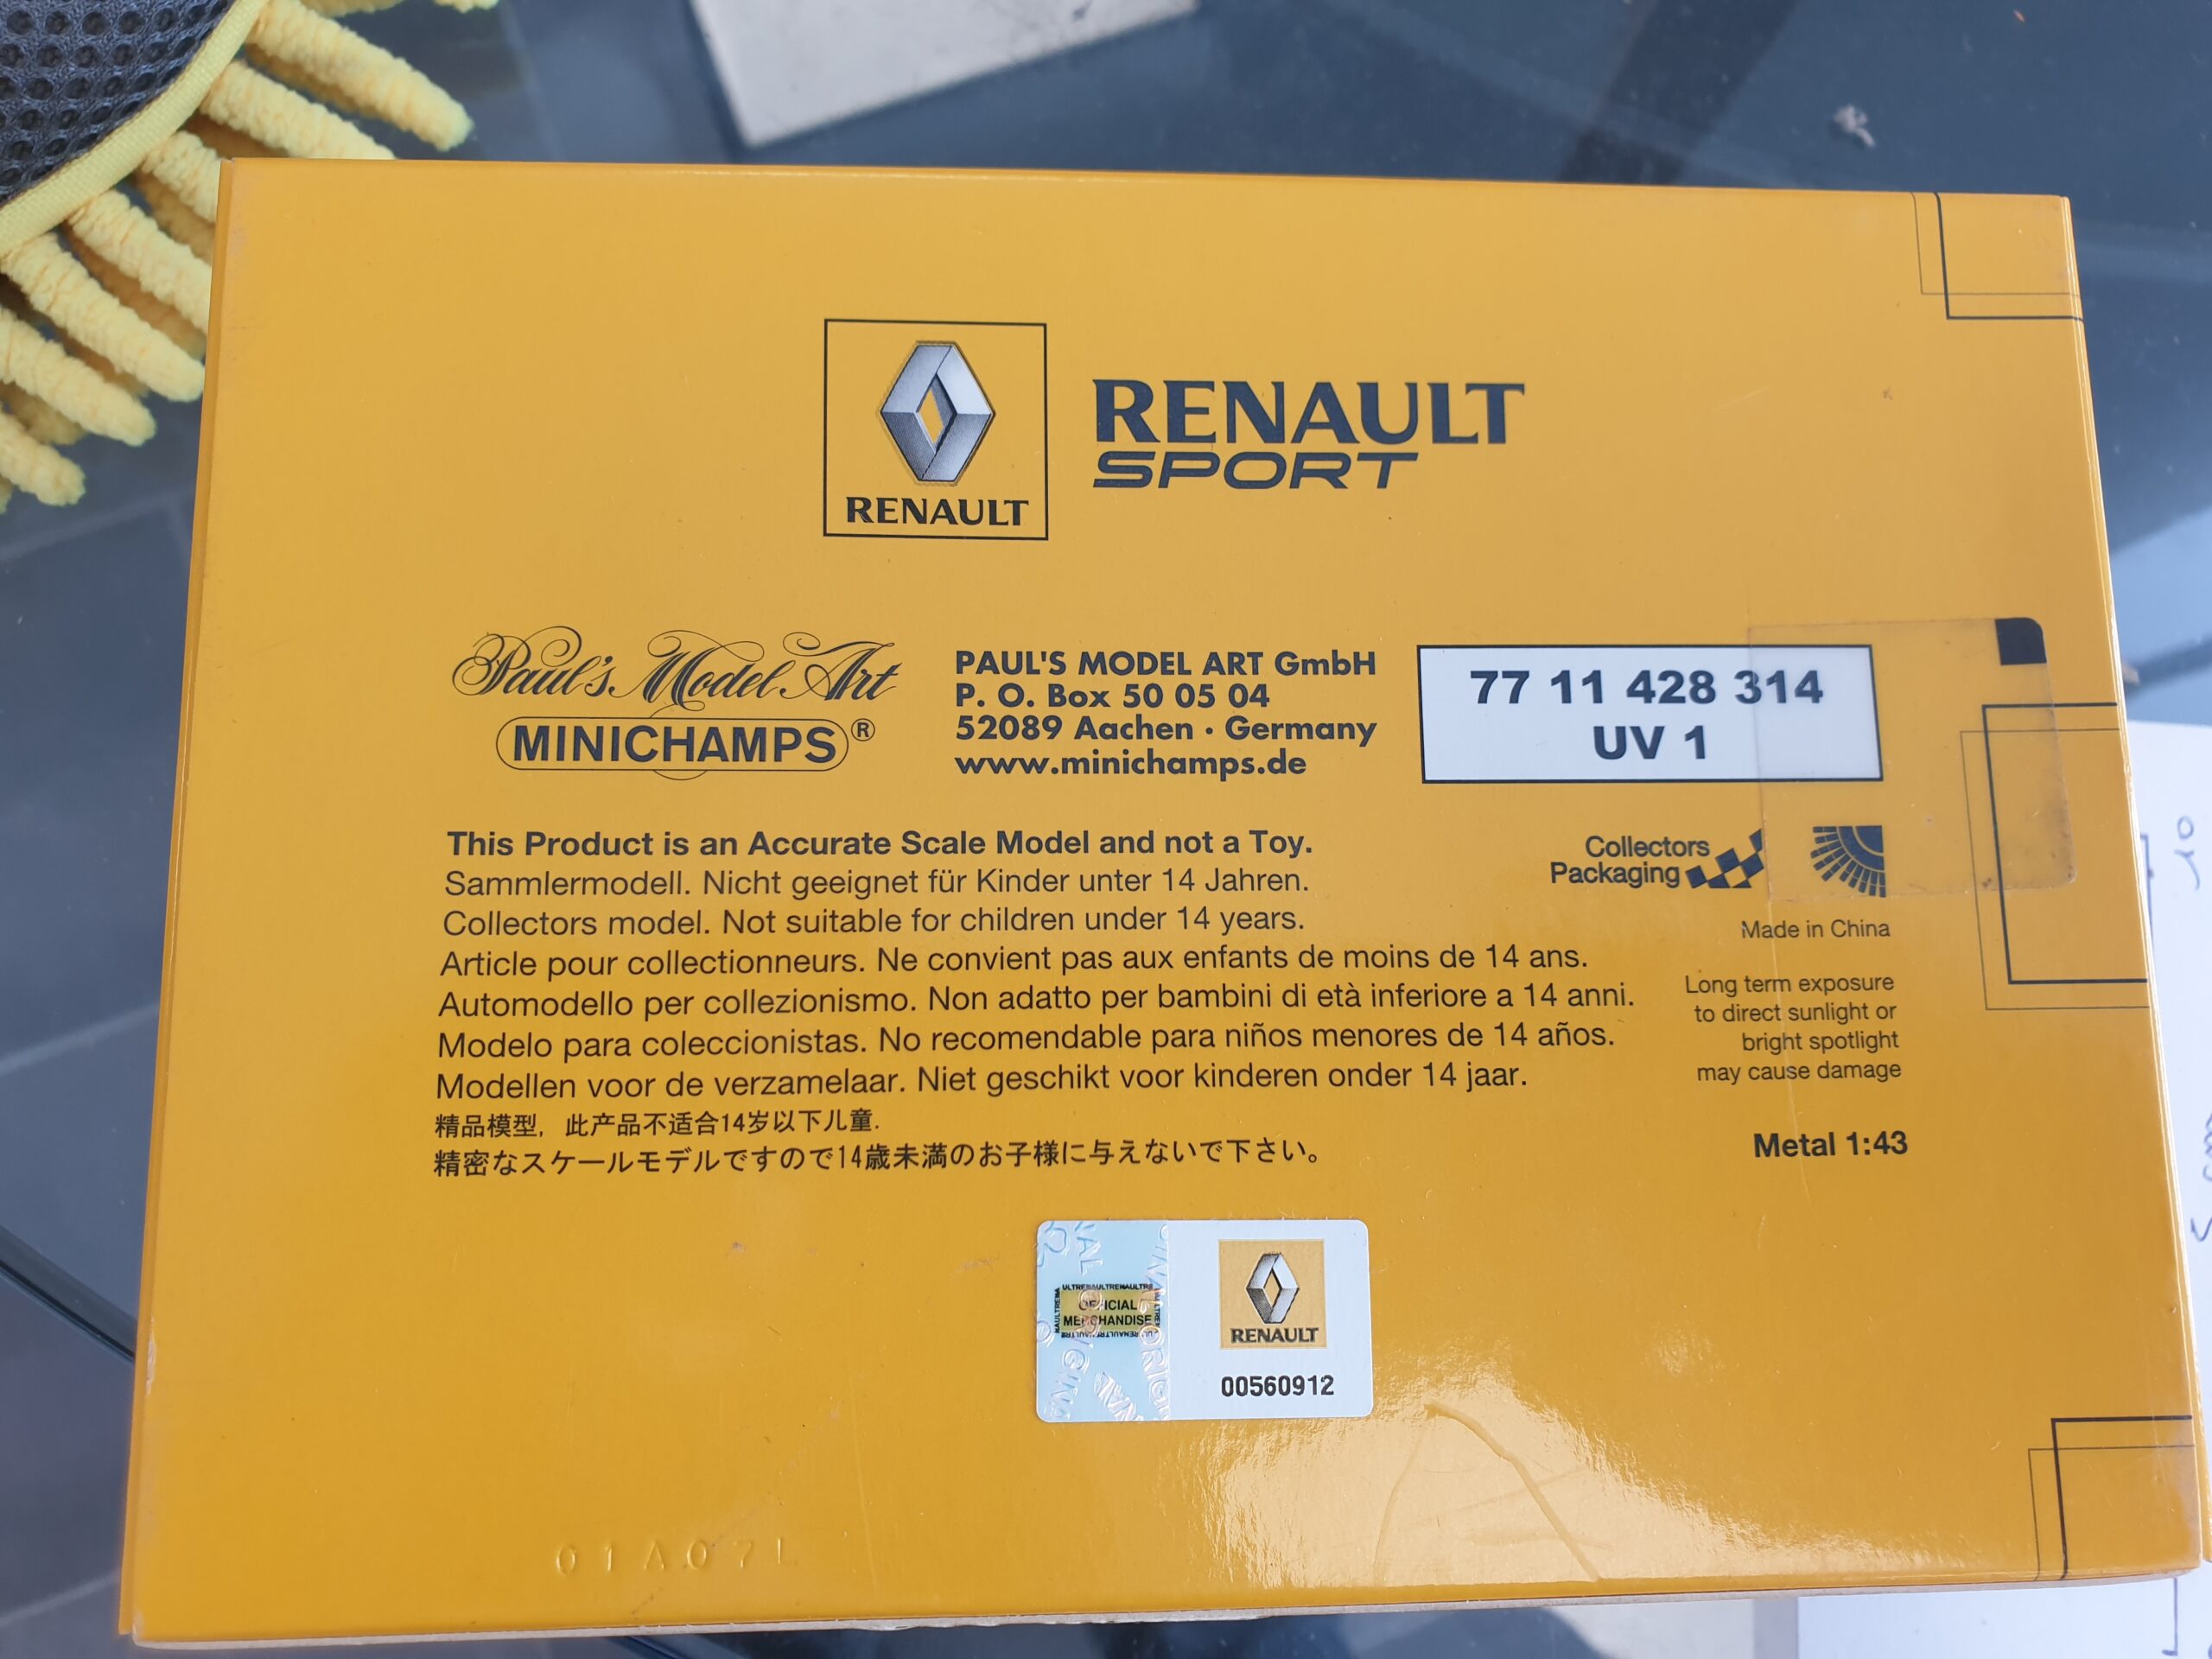 RENAULT
RENAULT
SPORT
Paul's Model Art
MINICHAMPS®
PAUL'S MODEL ART GmbH
P. O. Box 50 05 04
52089 Aachen · Germany
www.minichamps.de
77 11 428 314
UV 1
This Product is an Accurate Scale Model and not a Toy.
Sammlermodell. Nicht geeignet für Kinder unter 14 Jahren.
Collectors model. Not suitable for children under 14 years.
Article pour collectionneurs. Ne convient pas aux enfants de moins de 14 ans.
Automodello per collezionismo. Non adatto per bambini di età inferiore a 14 anni.
Modelo para coleccionistas. No recomendable para niños menores de 14 años.
Modellen voor de verzamelaar. Niet geschikt voor kinderen onder 14 jaar.
精品模型, 此产品不适合14岁以下儿童.
精密なスケールモデルですので14歳未満のお子様に与えないで下さい。
Collectors
Packaging
Made in China
Long term exposure
to direct sunlight or
bright spotlight
may cause damage
Metal 1:43
OFFICIAL
MERCHANDISE
RENAULT
00560912